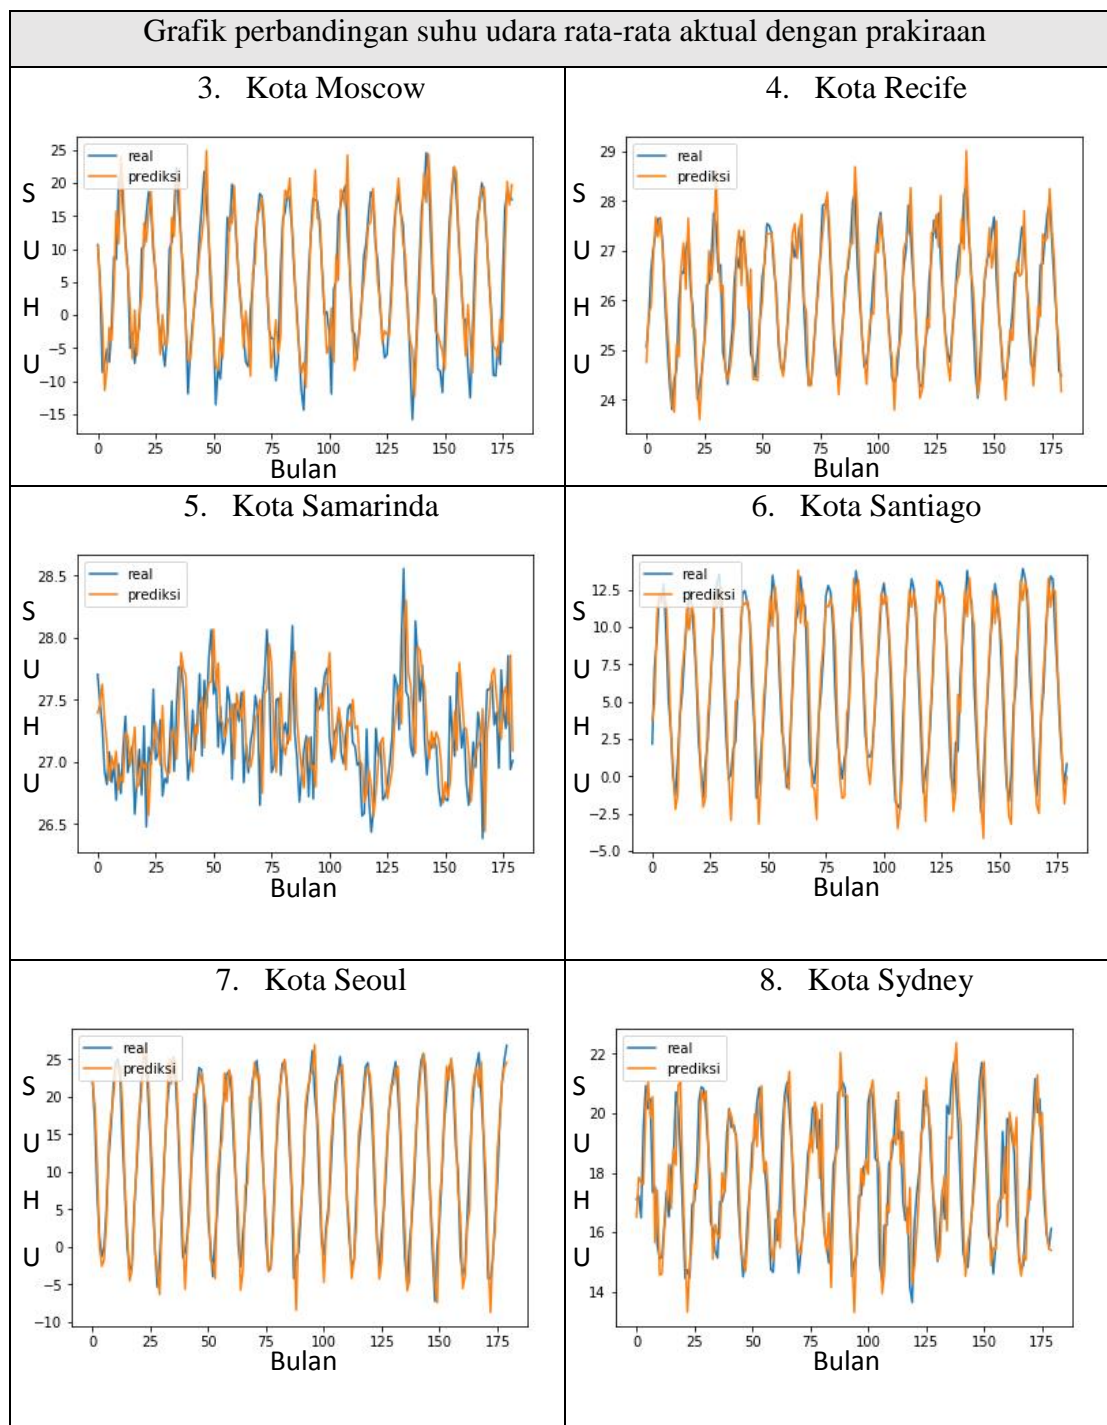 Grafik perbandingan suhu udara rata-rata aktual dengan prakiraan
3. Kota Moscow
real
prediksi
S
U
H
U
25
20
15
10
5
0
−5
−10
−15
0 25 50 75 100 125 150 175
Bulan
4. Kota Recife
real
prediksi
S
U
H
U
29
28
27
26
25
24
0 25 50 75 100 125 150 175
Bulan
5. Kota Samarinda
real
prediksi
S
U
H
U
28.5
28.0
27.5
27.0
26.5
0 25 50 75 100 125 150 175
Bulan
6. Kota Santiago
real
prediksi
S
U
H
U
12.5
10.0
7.5
5.0
2.5
0.0
−2.5
−5.0
0 25 50 75 100 125 150 175
Bulan
7. Kota Seoul
real
prediksi
S
U
H
U
25
20
15
10
5
0
−5
−10
0 25 50 75 100 125 150 175
Bulan
8. Kota Sydney
real
prediksi
S
U
H
U
22
20
18
16
14
0 25 50 75 100 125 150 175
Bulan